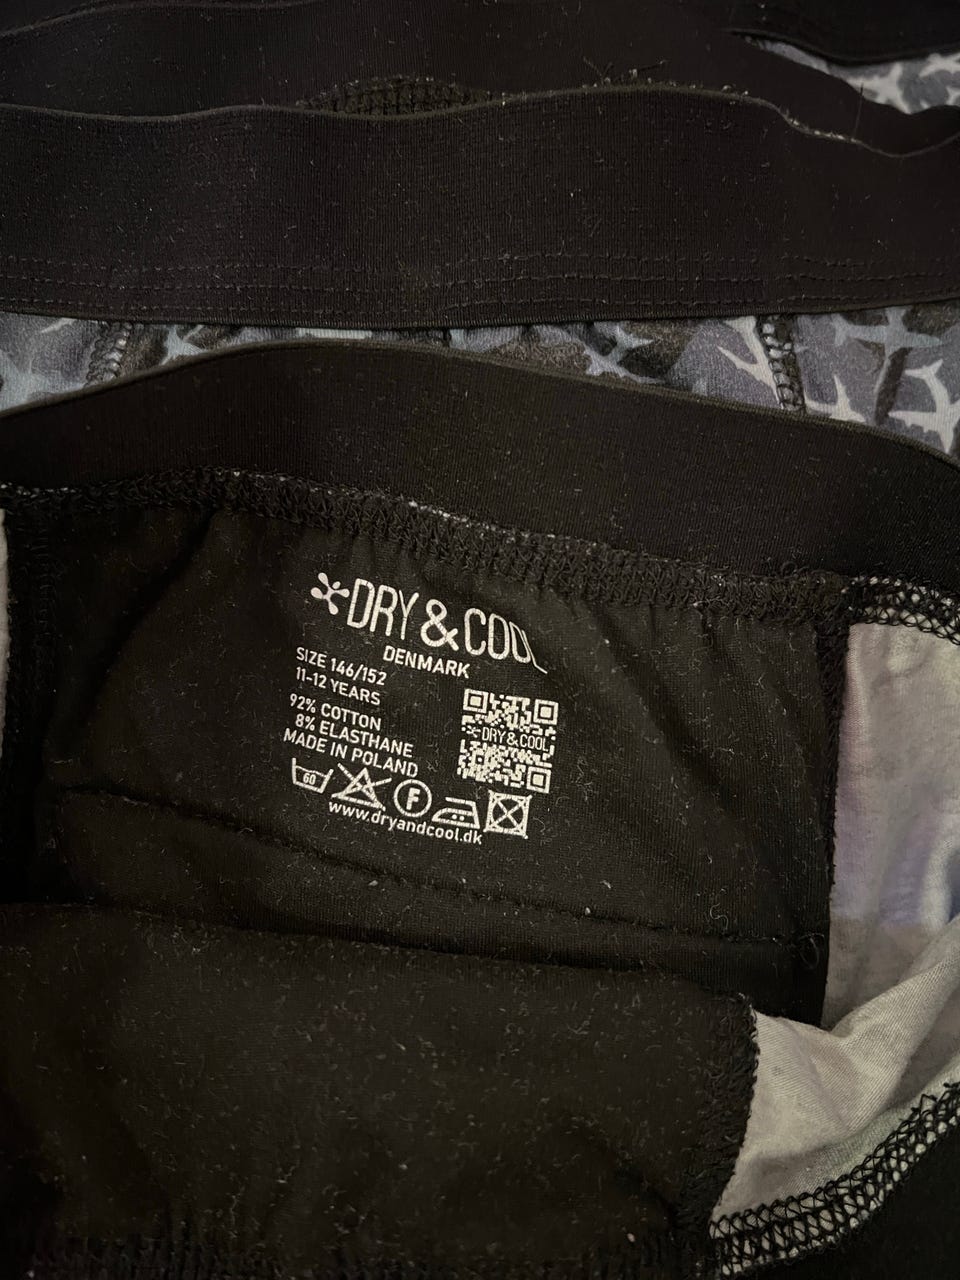 DRY & COOL
DENMARK
SIZE 146/152
11-12 YEARS
92% COTTON
8% ELASTHANE
MADE IN POLAND
DRY & COOL
60
F
www.dryandcool.dk